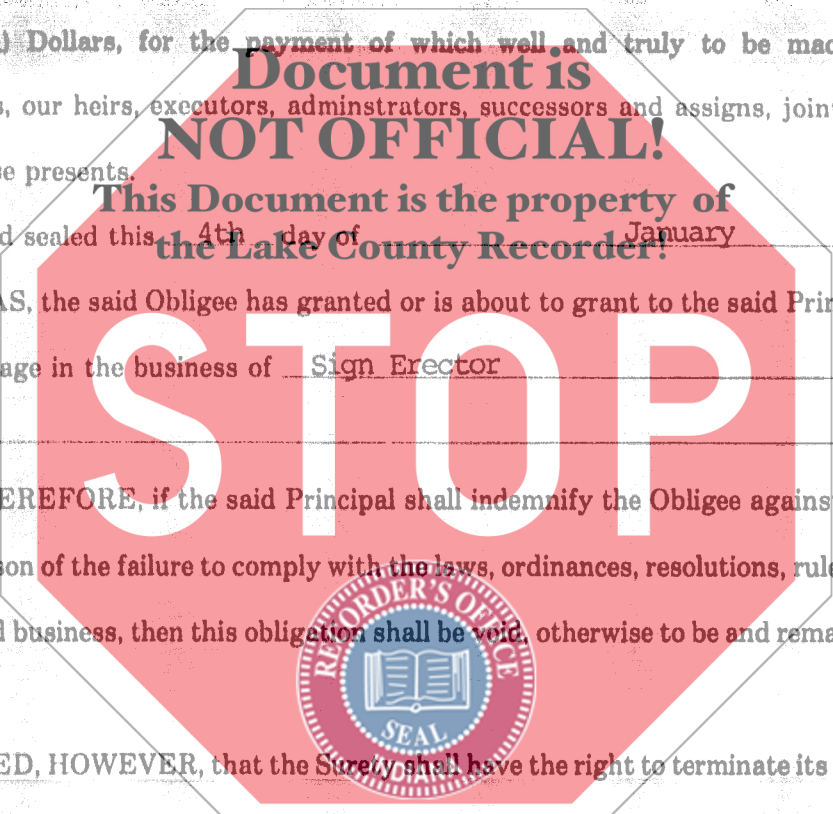 ) Dollars, for the payment of which well and truly to be mad
Document is
s, our heirs, executors, adminstrators, successors and assigns, join
NOT OFFICIAL!
se presents.
This Document is the property of
d sealed this 4th day of January
the Lake County Recorder!
AS, the said Obligee has granted or is about to grant to the said Prin
STOP
age in the business of Sign Erector
EREFORE, if the said Principal shall indemnify the Obligee agains
son of the failure to comply with the laws, ordinances, resolutions, rule
RECORDER'S OFFICE
d business, then this obligation shall be void, otherwise to be and rema
SEAL
ED, HOWEVER, that the Surety shall have the right to terminate its